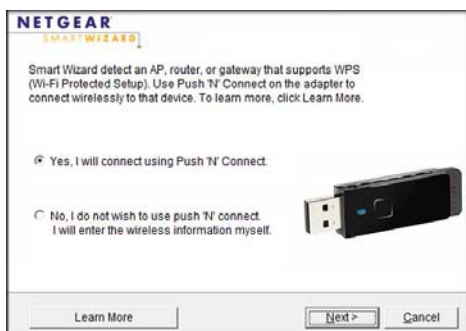 NETGEAR
SMARTWIZARD
Smart Wizard detect an AP, router, or gateway that supports WPS
(Wi-Fi Protected Setup). Use Push 'N' Connect on the adapter to
connect wirelessly to that device. To learn more, click Learn More.
Yes, I will connect using Push 'N' Connect.
No, I do not wish to use push 'N' connect.
I will enter the wireless information myself.
Learn More
Next >
Cancel